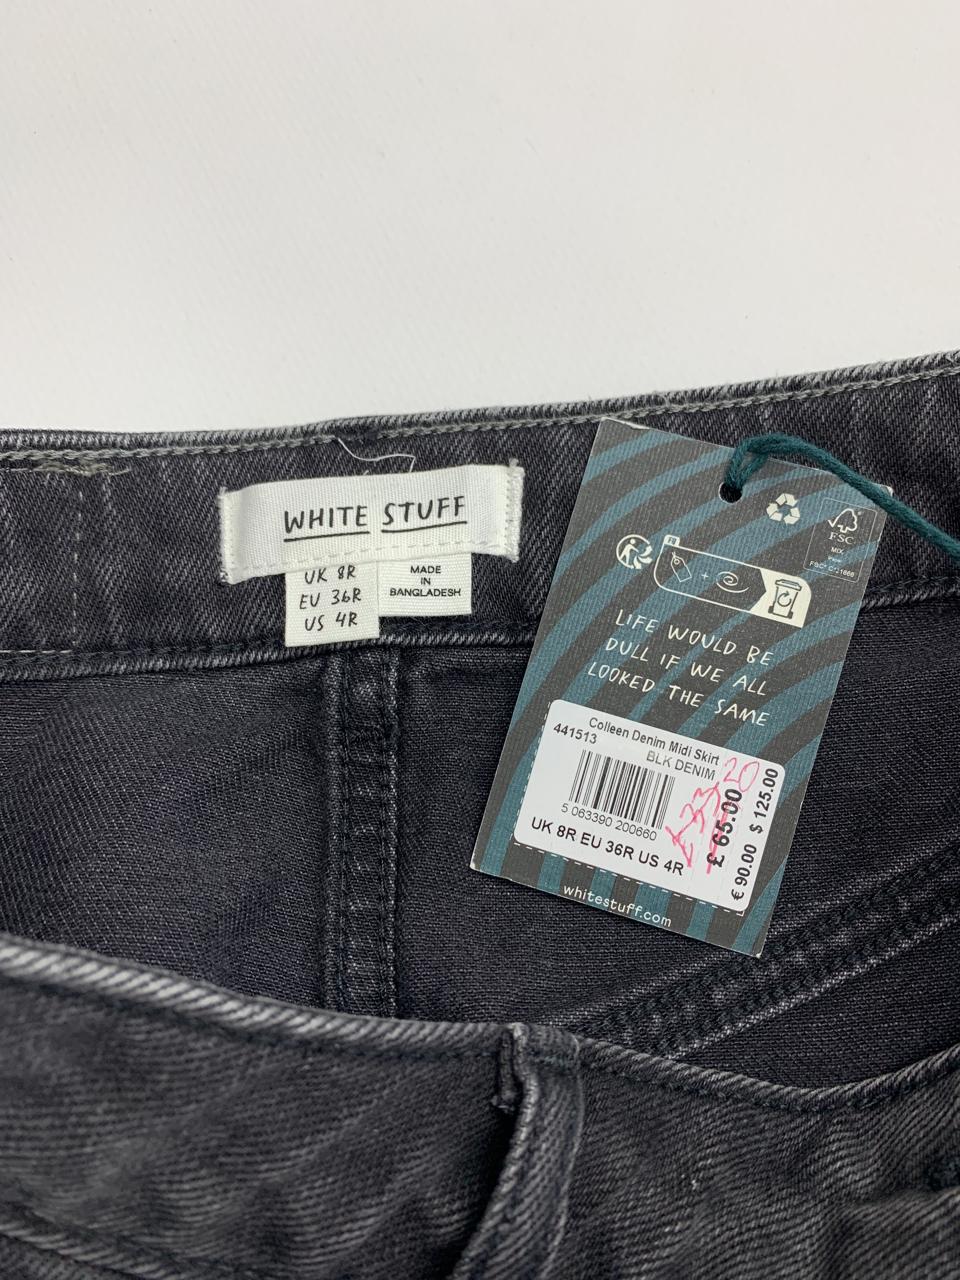 WHITE STUFF
UK 8R
EU 36R
US 4R
MADE
IN
BANGLADESH
FSC
MIX
LIFE WOULD BE
DULL IF WE ALL
LOOKED THE SAME
Colleen Denim Midi Skirt
441513
BLK DENIM
5 063390 200660
UK 8R EU 36R US 4R
£ 65.00
€ 90.00 $ 125.00
whitestuff.com